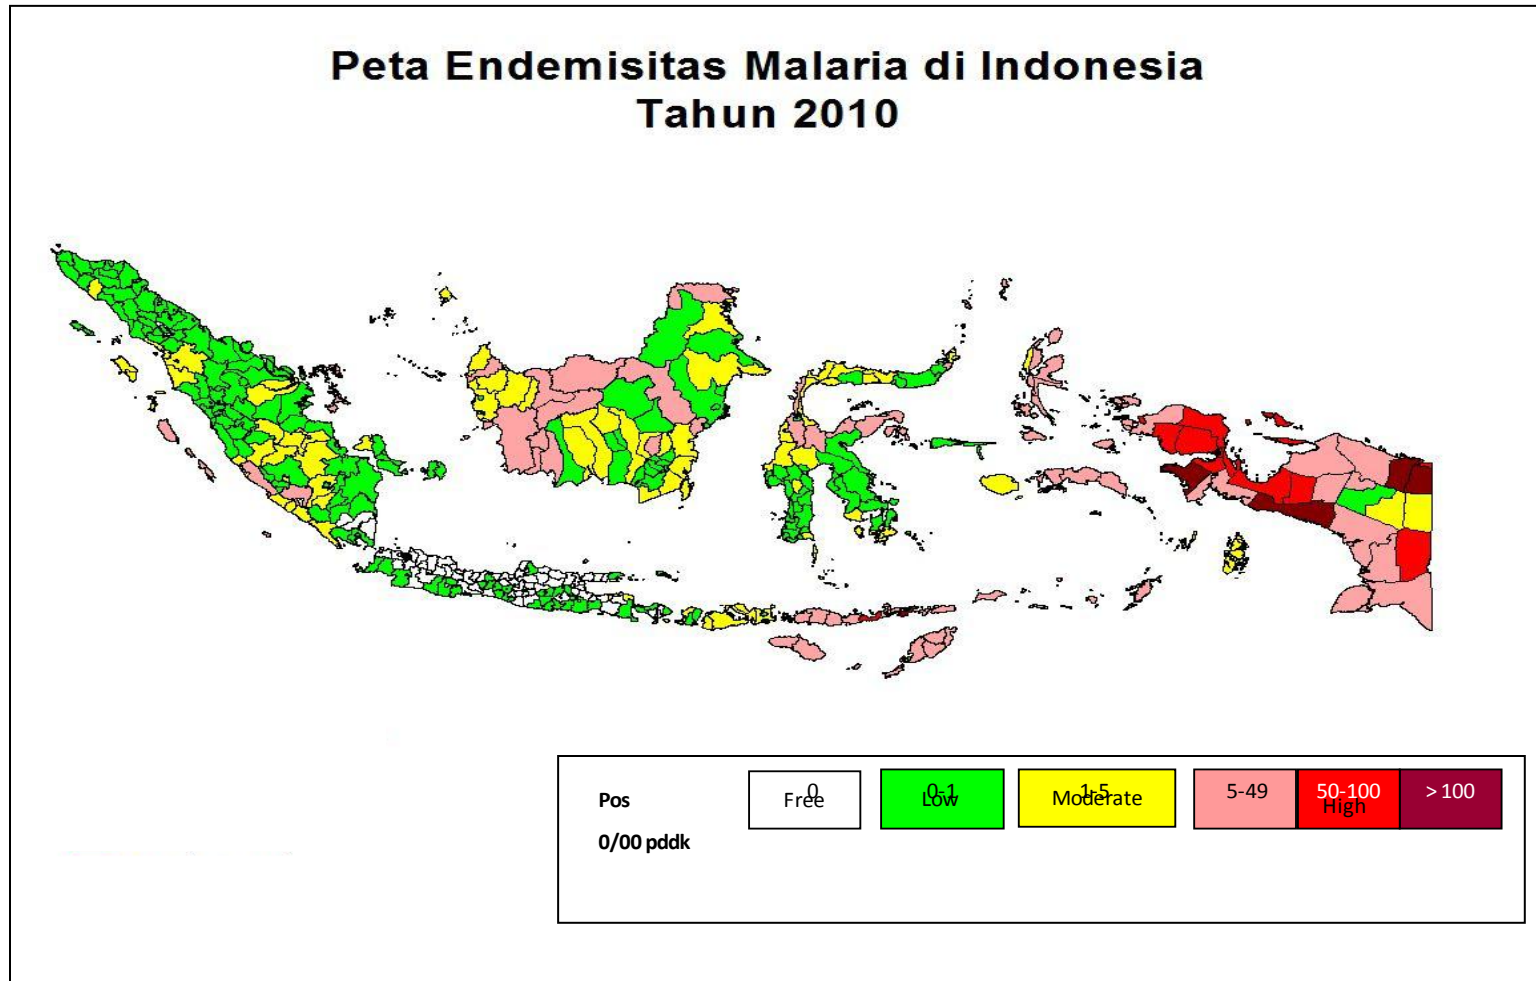 Peta Endemisitas Malaria di Indonesia
Tahun 2010
Pos
0/00 pddk
0
Free
0-1
Low
1-5
Moderate
5-49
50-100
High
>100